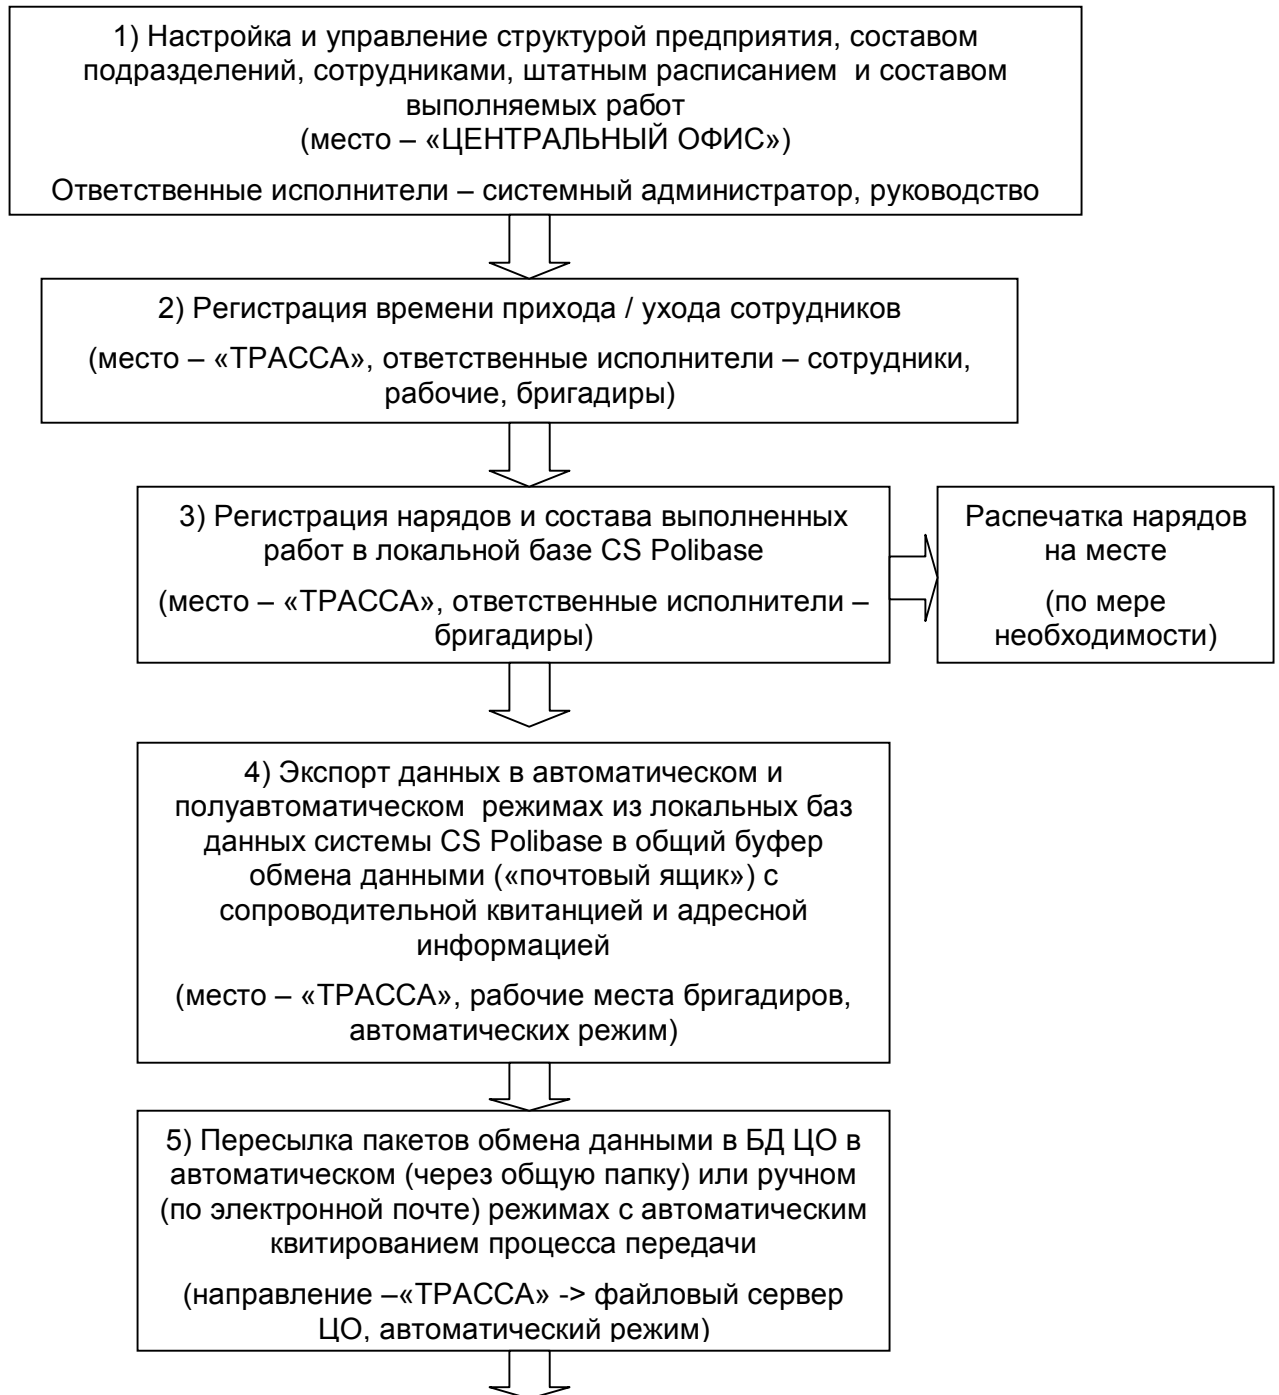 1) Настройка и управление структурой предприятия, составом
подразделений, сотрудниками, штатным расписанием  и составом
выполняемых работ
(место – «ЦЕНТРАЛЬНЫЙ ОФИС»)
Ответственные исполнители – системный администратор, руководство
2) Регистрация времени прихода / ухода сотрудников
(место – «ТРАССА», ответственные исполнители – сотрудники,
рабочие, бригадиры)
3) Регистрация нарядов и состава выполненных
работ в локальной базе CS Polibase
(место – «ТРАССА», ответственные исполнители –
бригадиры)
Распечатка нарядов
на месте
(по мере
необходимости)
4) Экспорт данных в автоматическом и
полуавтоматическом  режимах из локальных баз
данных системы CS Polibase в общий буфер
обмена данными («почтовый ящик») с
сопроводительной квитанцией и адресной
информацией
(место – «ТРАССА», рабочие места бригадиров,
автоматических режим)
5) Пересылка пакетов обмена данными в БД ЦО в
автоматическом (через общую папку) или ручном
(по электронной почте) режимах с автоматическим
квитированием процесса передачи
(направление –«ТРАССА» -> файловый сервер
ЦО, автоматический режим)